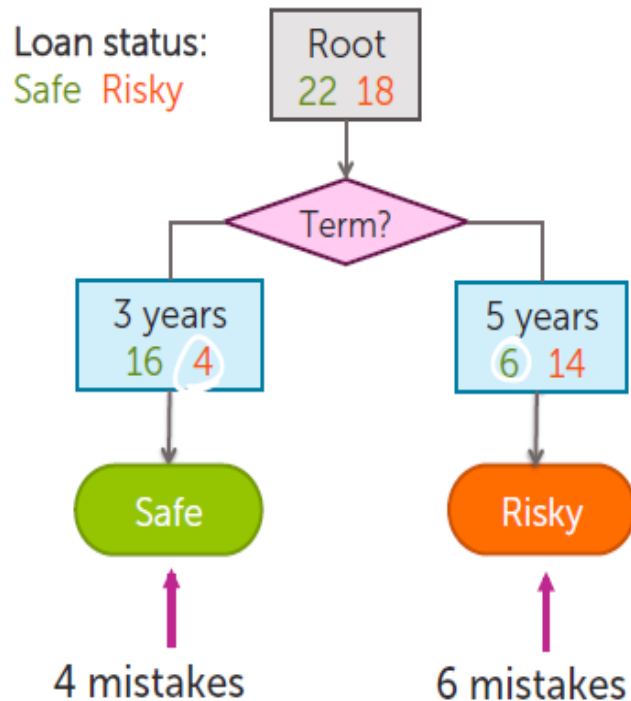 Loan status:
Safe Risky
Root
22 18
Term?
3 years
16 4
5 years
6 14
Safe
Risky
4 mistakes
6 mistakes